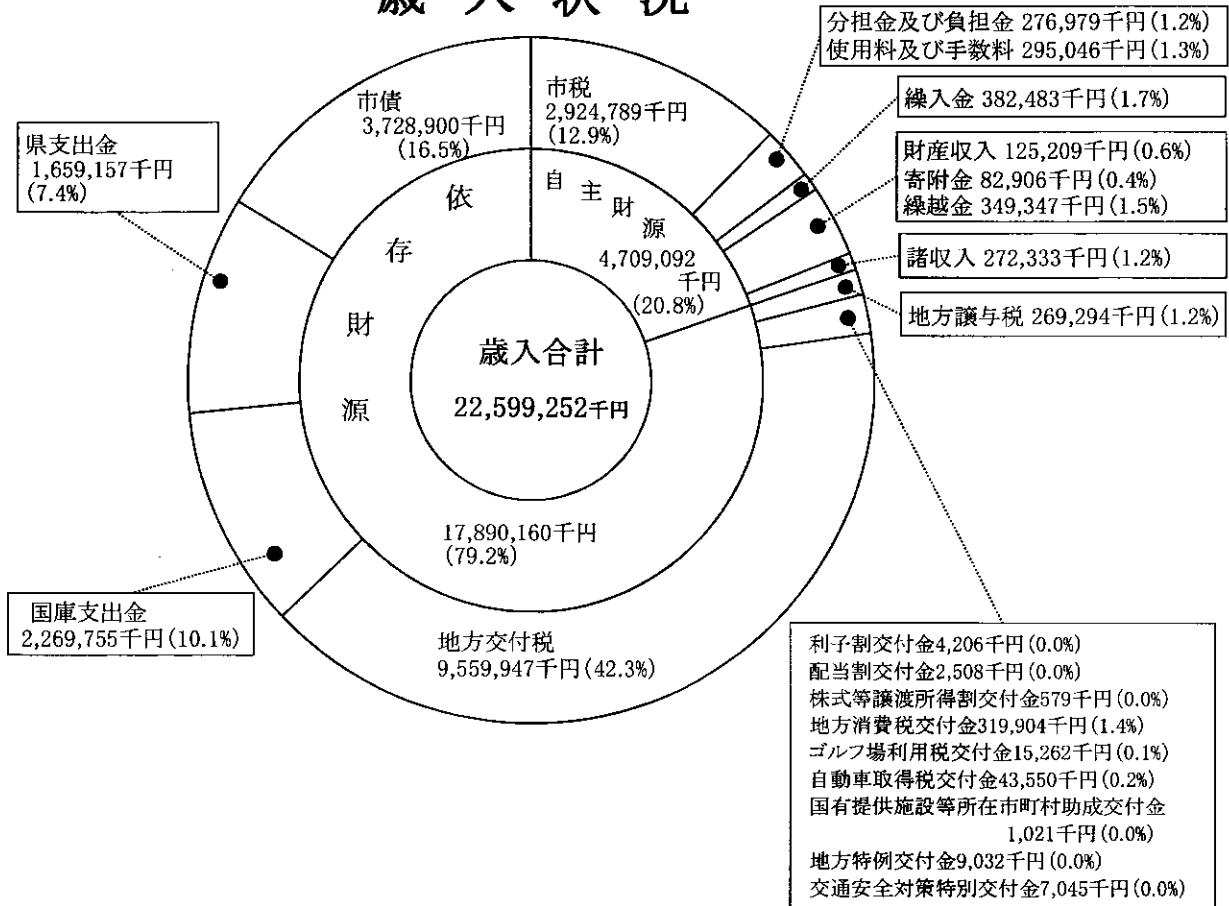 歳入状況
分担金及び負担金 276,979千円(1.2%)
使用料及び手数料 295,046千円(1.3%)
繰入金 382,483千円(1.7%)
財産収入 125,209千円(0.6%)
寄附金 82,906千円(0.4%)
繰越金 349,347千円(1.5%)
諸収入 272,333千円(1.2%)
地方譲与税 269,294千円(1.2%)
市債
3,728,900千円
(16.5%)
市税
2,924,789千円
(12.9%)
県支出金
1,659,157千円
(7.4%)
自主財源
4,709,092
千円
(20.8%)
依存財源
17,890,160千円
(79.2%)
歳入合計
22,599,252千円
国庫支出金
2,269,755千円(10.1%)
地方交付税
9,559,947千円(42.3%)
利子割交付金4,206千円(0.0%)
配当割交付金2,508千円(0.0%)
株式等譲渡所得割交付金579千円(0.0%)
地方消費税交付金319,904千円(1.4%)
ゴルフ場利用税交付金15,262千円(0.1%)
自動車取得税交付金43,550千円(0.2%)
国有提供施設等所在市町村助成交付金
1,021千円(0.0%)
地方特例交付金9,032千円(0.0%)
交通安全対策特別交付金7,045千円(0.0%)